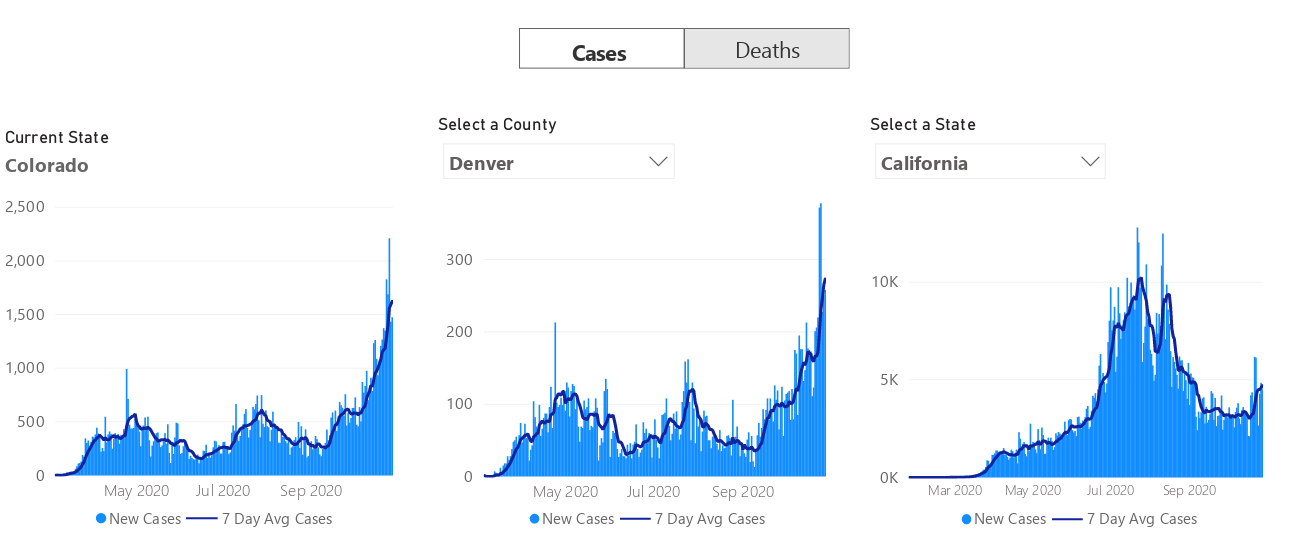 Cases Deaths
Current State
Colorado
2,500
2,000
1,500
1,000
500
0
May 2020 Jul 2020 Sep 2020
New Cases 7 Day Avg Cases
Select a County
Denver
300
200
100
0
May 2020 Jul 2020 Sep 2020
New Cases 7 Day Avg Cases
Select a State
California
10K
5K
0K
Mar 2020 May 2020 Jul 2020 Sep 2020
New Cases 7 Day Avg Cases